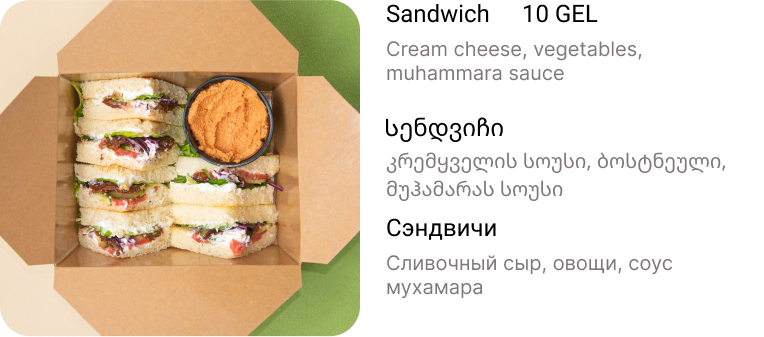 Sandwich 10 GEL
Cream cheese, vegetables,
muhammara sauce
სენდვიჩი
კრემყველის სოუსი, ბოსტნეული,
მუჰამარას სოუსი
Сэндвичи
Сливочный сыр, овощи, соус
мухамара